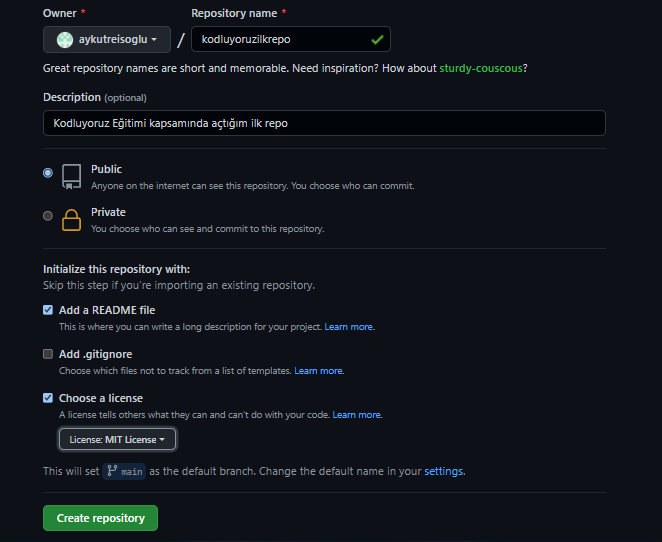 Owner * Repository name *
aykutreisoglu / kodluyoruzilkrepo
Great repository names are short and memorable. Need inspiration? How about sturdy-couscous?
Description (optional)
Kodluyoruz Eğitimi kapsamında açtığım ilk repo
Public
Anyone on the internet can see this repository. You choose who can commit.
Private
You choose who can see and commit to this repository.
Initialize this repository with:
Skip this step if you're importing an existing repository.
Add a README file
This is where you can write a long description for your project. Learn more.
Add .gitignore
Choose which files not to track from a list of templates. Learn more.
Choose a license
A license tells others what they can and can't do with your code. Learn more.
License: MIT License
This will set main as the default branch. Change the default name in your settings.
Create repository